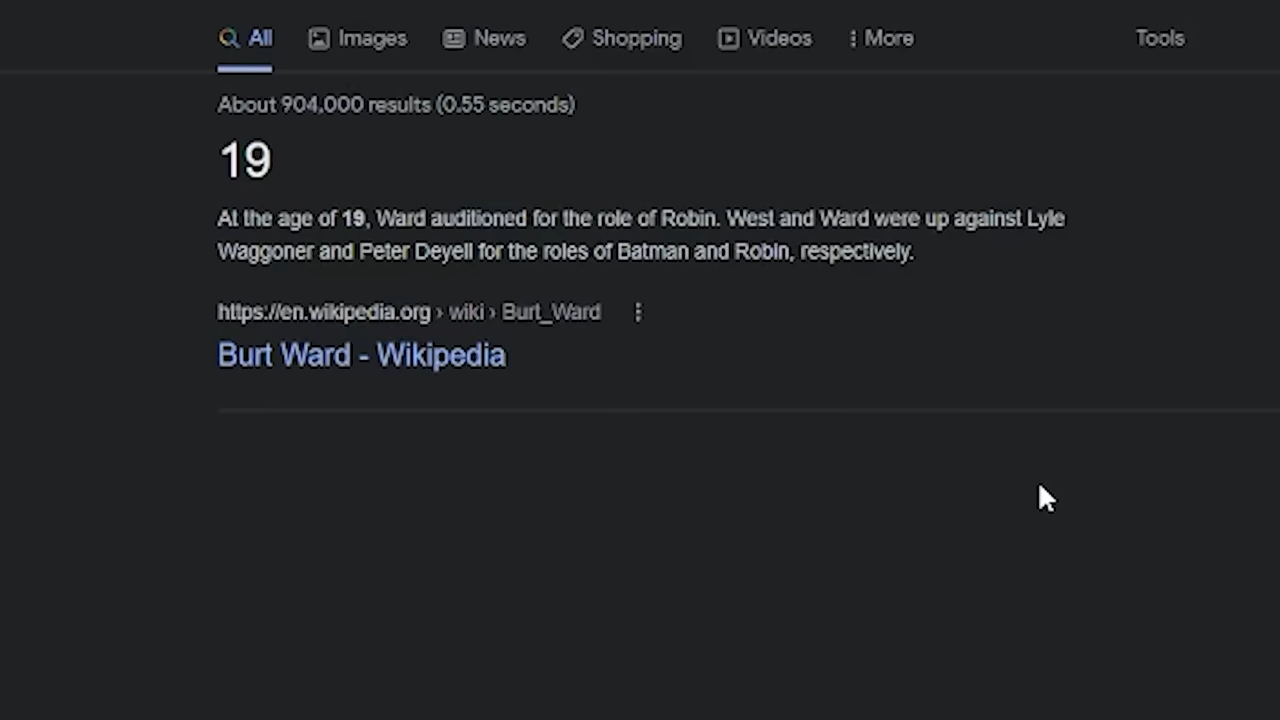 All Images News Shopping Videos More Tools
About 904,000 results (0.55 seconds)
19
At the age of 19, Ward auditioned for the role of Robin. West and Ward were up against Lyle
Waggoner and Peter Deyell for the roles of Batman and Robin, respectively.
https://en.wikipedia.org › wiki › Burt_Ward
Burt Ward - Wikipedia